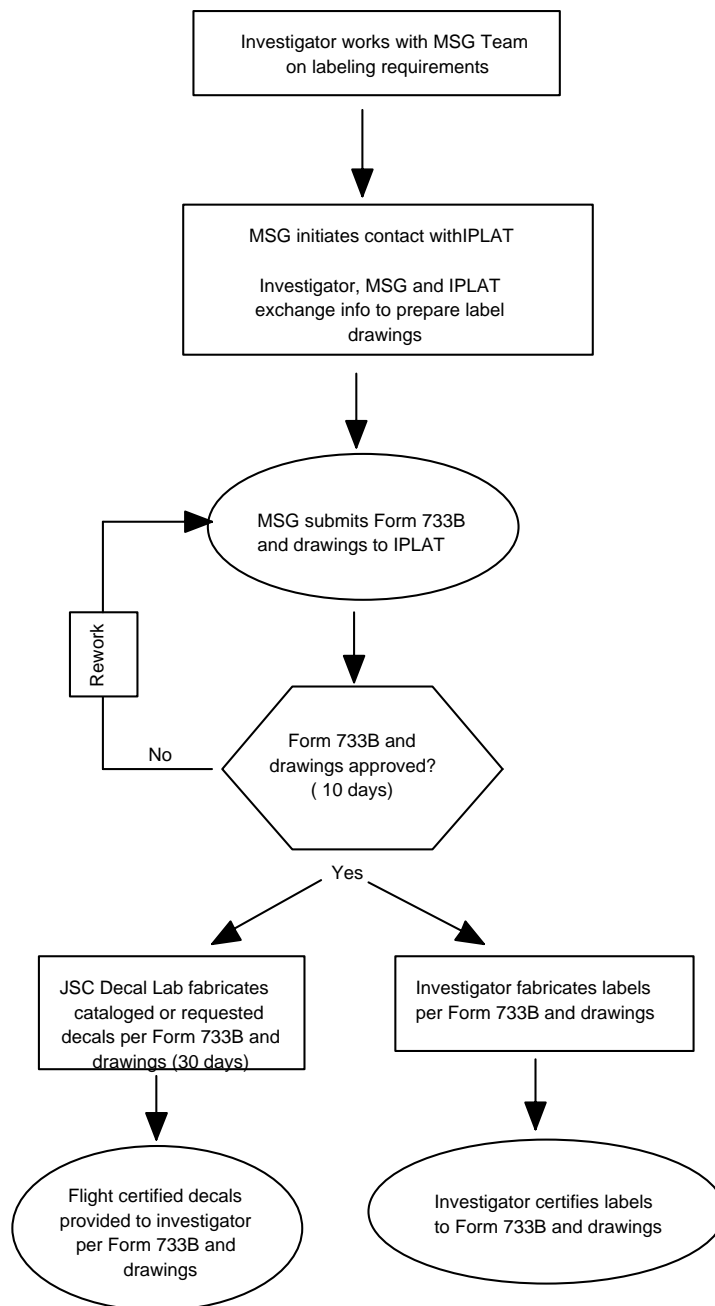 Investigator works with MSG Team
on labeling requirements
MSG initiates contact withIPLAT
Investigator, MSG and IPLAT
exchange info to prepare label
drawings
MSG submits Form 733B
and drawings to IPLAT
Rework
No
Form 733B and
drawings approved?
( 10 days)
Yes
JSC Decal Lab fabricates
cataloged or requested
decals per Form 733B and
drawings (30 days)
Investigator fabricates labels
per Form 733B and drawings
Flight certified decals
provided to investigator
per Form 733B and
drawings
Investigator certifies labels
to Form 733B and drawings